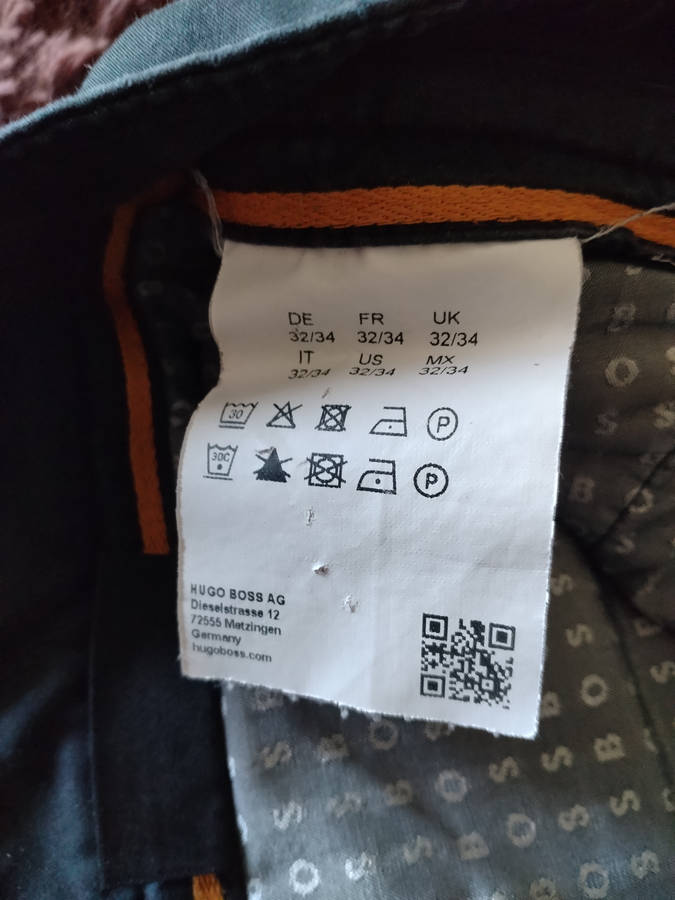 DE FR UK
32/34 32/34 32/34
IT US MX
32/34 32/34 32/34
30 P
30C P
HUGO BOSS AG
Dieselstrasse 12
72555 Metzingen
Germany
hugoboss.com
BOSS